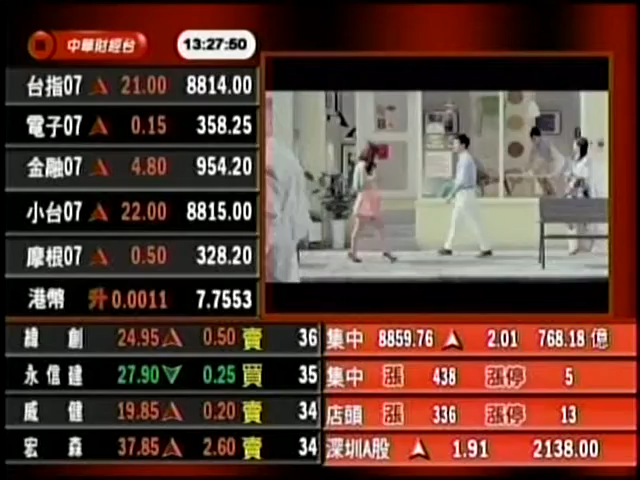 中華財經台 13:27:50
台指07 21.00 8814.00
電子07 0.15 358.25
金融07 4.80 954.20
小台07 22.00 8815.00
摩根07 0.50 328.20
港幣 升 0.0011 7.7553
緯創 24.95 0.50 賣 36
永信建 27.90 0.25 買 35
威健 19.85 0.20 賣 34
宏森 37.85 2.60 賣 34
集中 8859.76 2.01 768.18億
集中 漲 438 漲停 5
店頭 漲 336 漲停 13
深圳A股 1.91 2138.00